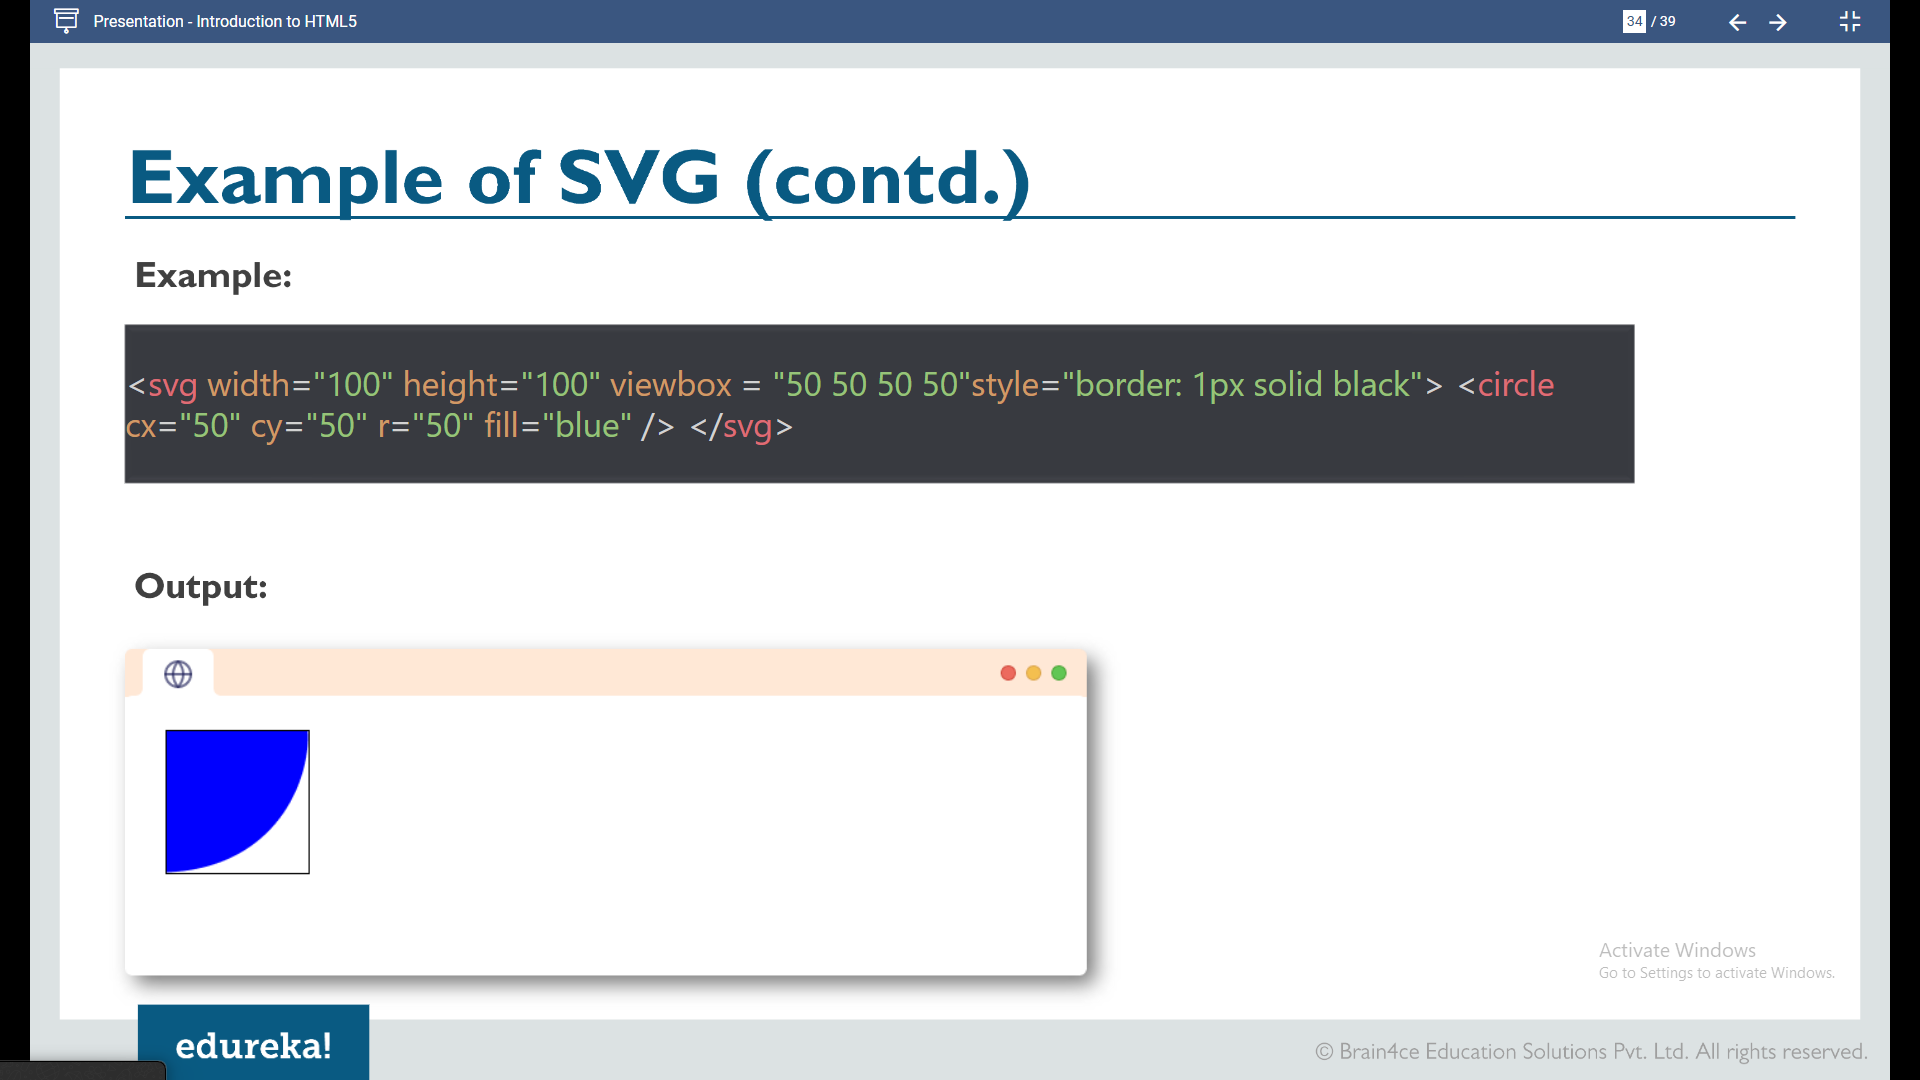 Presentation - Introduction to HTML5
34 / 39
Example of SVG (contd.)
Example:
<svg width="100" height="100" viewbox = "50 50 50 50"style="border: 1px solid black"> <circle
cx="50" cy="50" r="50" fill="blue" /> </svg>
Output:
Activate Windows
Go to Settings to activate Windows.
edureka!
© Brain4ce Education Solutions Pvt. Ltd. All rights reserved.